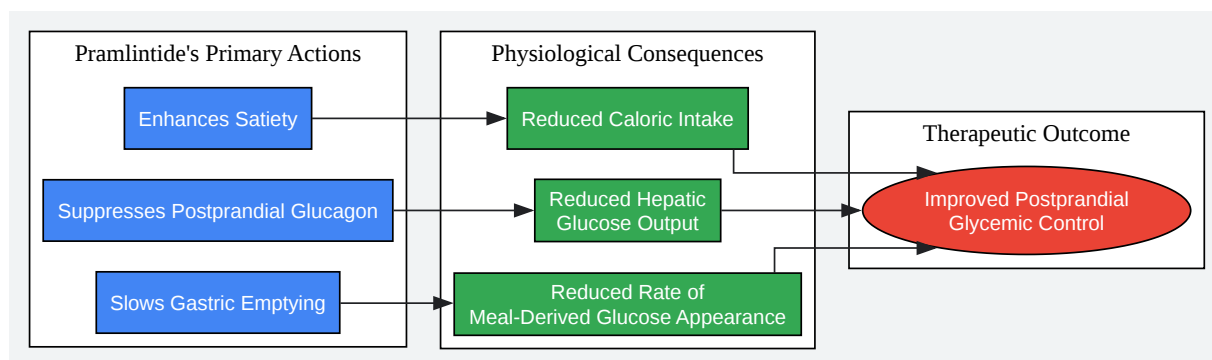 Pramlintide's Primary Actions
Enhances Satiety
Suppresses Postprandial Glucagon
Slows Gastric Emptying
Physiological Consequences
Reduced Caloric Intake
Reduced Hepatic
Glucose Output
Reduced Rate of
Meal-Derived Glucose Appearance
Therapeutic Outcome
Improved Postprandial
Glycemic Control